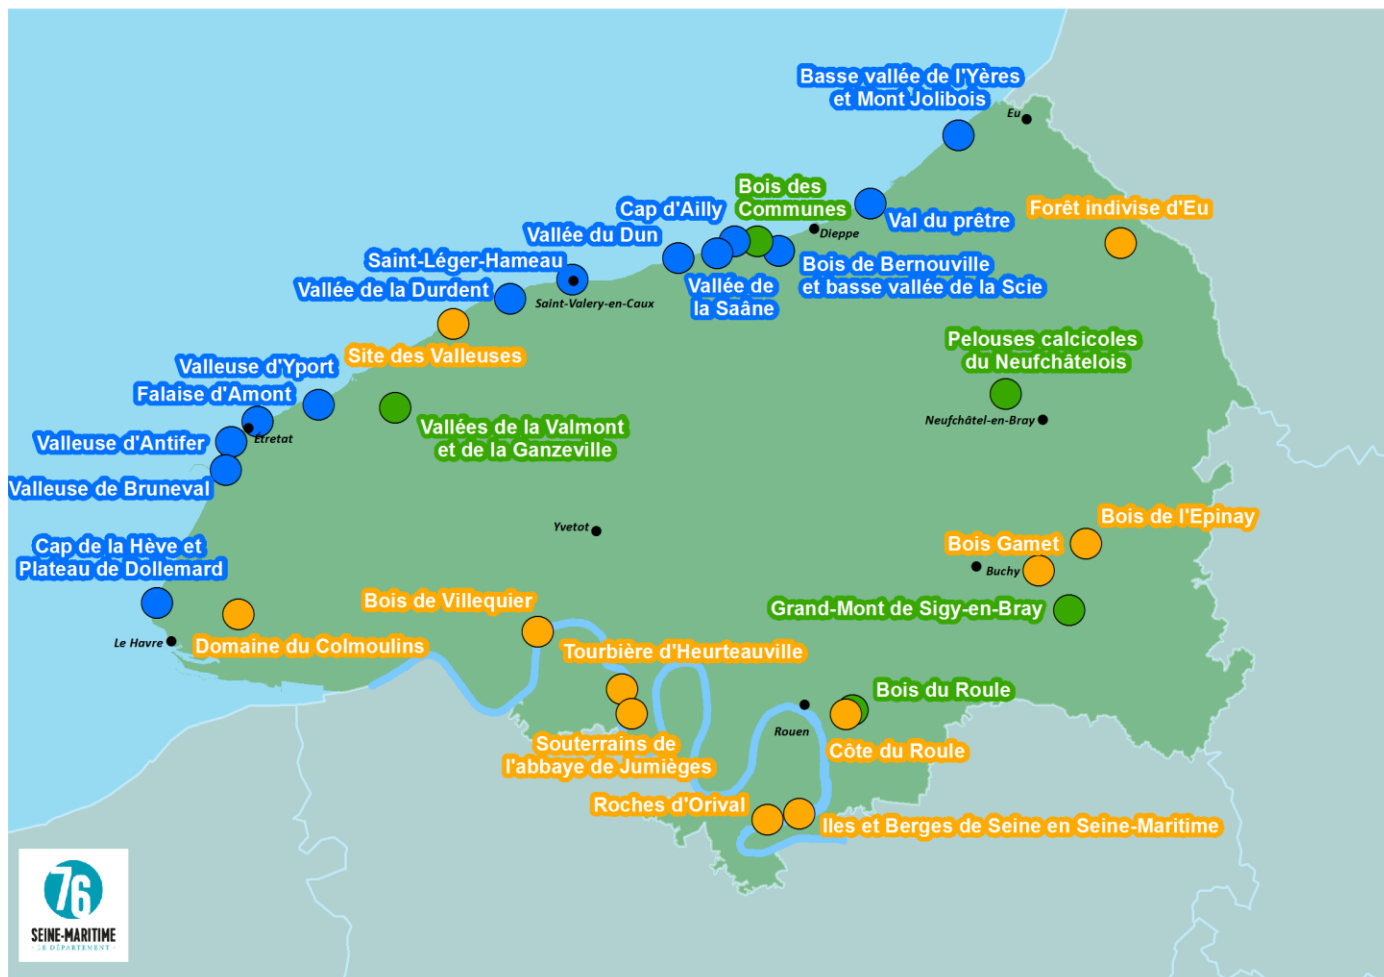 Basse vallée de l'Yères
et Mont Jolibois
Eu
Bois des
Communes
Forêt indivise d'Eu
Cap d'Ailly
Val du prêtre
Vallée du Dun
Dieppe
Saint-Léger-Hameau
Bois de Bernouville
et basse vallée de la Scie
Vallée de la Durdent
Vallée de
la Saâne
Saint-Valery-en-Caux
Site des Valleuses
Pelouses calcicoles
du Neufchâtelois
Valleuse d'Yport
Falaise d'Amont
Neufchâtel-en-Bray
Vallées de la Valmont
et de la Ganzeville
Étretat
Valleuse d'Antifer
Valleuse de Bruneval
Bois de l'Epinay
Yvetot
Bois Gamet
Cap de la Hève et
Plateau de Dollemard
Buchy
Bois de Villequier
Grand-Mont de Sigy-en-Bray
Le Havre
Domaine du Colmoulins
Tourbière d'Heurteauville
Bois du Roule
Rouen
Souterrains de
l'abbaye de Jumièges
Côte du Roule
Roches d'Orival
Iles et Berges de Seine en Seine-Maritime
76
SEINE-MARITIME
· LE DÉPARTEMENT ·